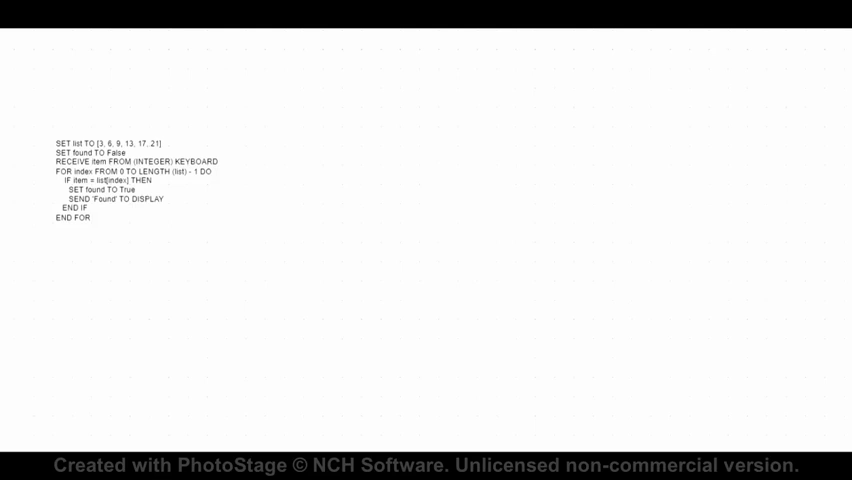 SET list TO [3, 6, 9, 13, 17, 21]
SET found TO False
RECEIVE item FROM (INTEGER) KEYBOARD
FOR index FROM 0 TO LENGTH (list) - 1 DO
IF item = list[index] THEN
SET found TO True
SEND 'Found' TO DISPLAY
END IF
END FOR
Created with PhotoStage © NCH Software. Unlicensed non-commercial version.